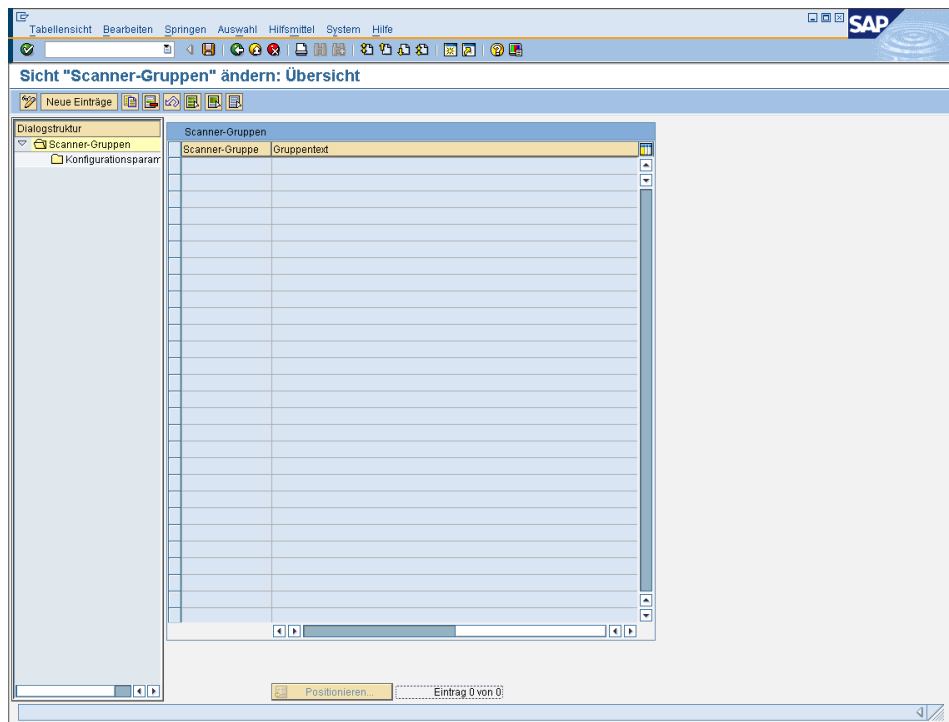 Tabellensicht Bearbeiten Springen Auswahl Hilfsmittel System Hilfe
SAP
Sicht "Scanner-Gruppen" ändern: Übersicht
Neue Einträge
Dialogstruktur
Scanner-Gruppen
Konfigurationsparam
Scanner-Gruppen
Scanner-Gruppe Gruppentext
Positionieren... Eintrag 0 von 0